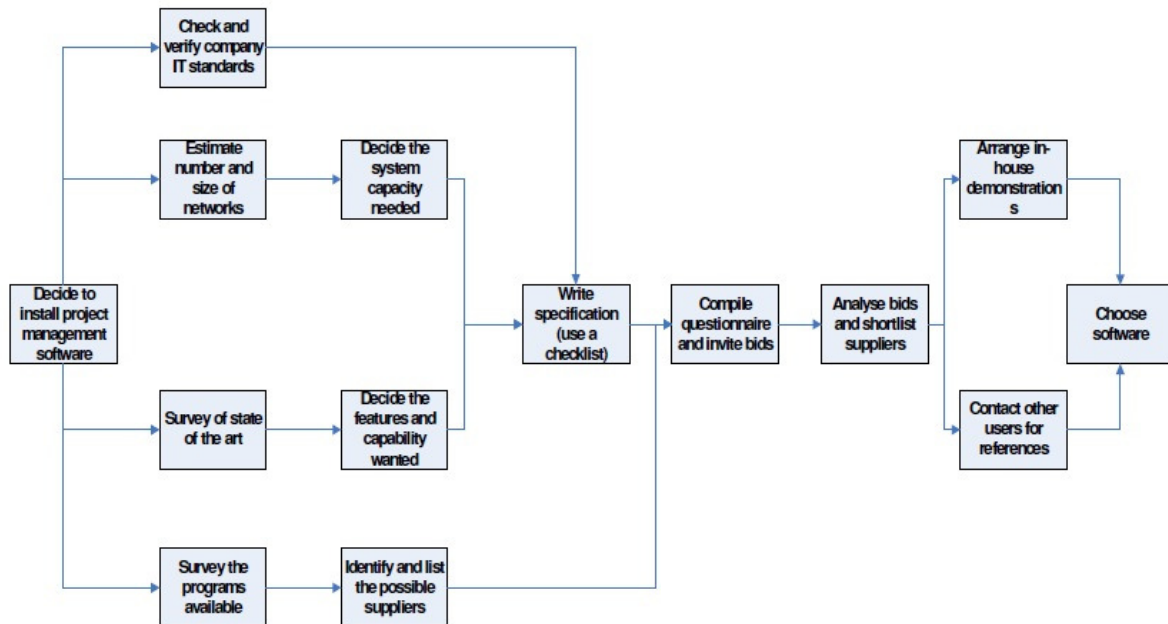 Check and
verify company
IT standards
Estimate
number and
size of
networks
Decide the
system
capacity
needed
Arrange in-
house
demonstration
s
Decide to
install project
management
software
Write
specification
(use a
checklist)
Compile
questionnaire
and invite bids
Analyse bids
and shortlist
suppliers
Choose
software
Survey of state
of the art
Decide the
features and
capability
wanted
Contact other
users for
references
Survey the
programs
available
Identify and list
the possible
suppliers